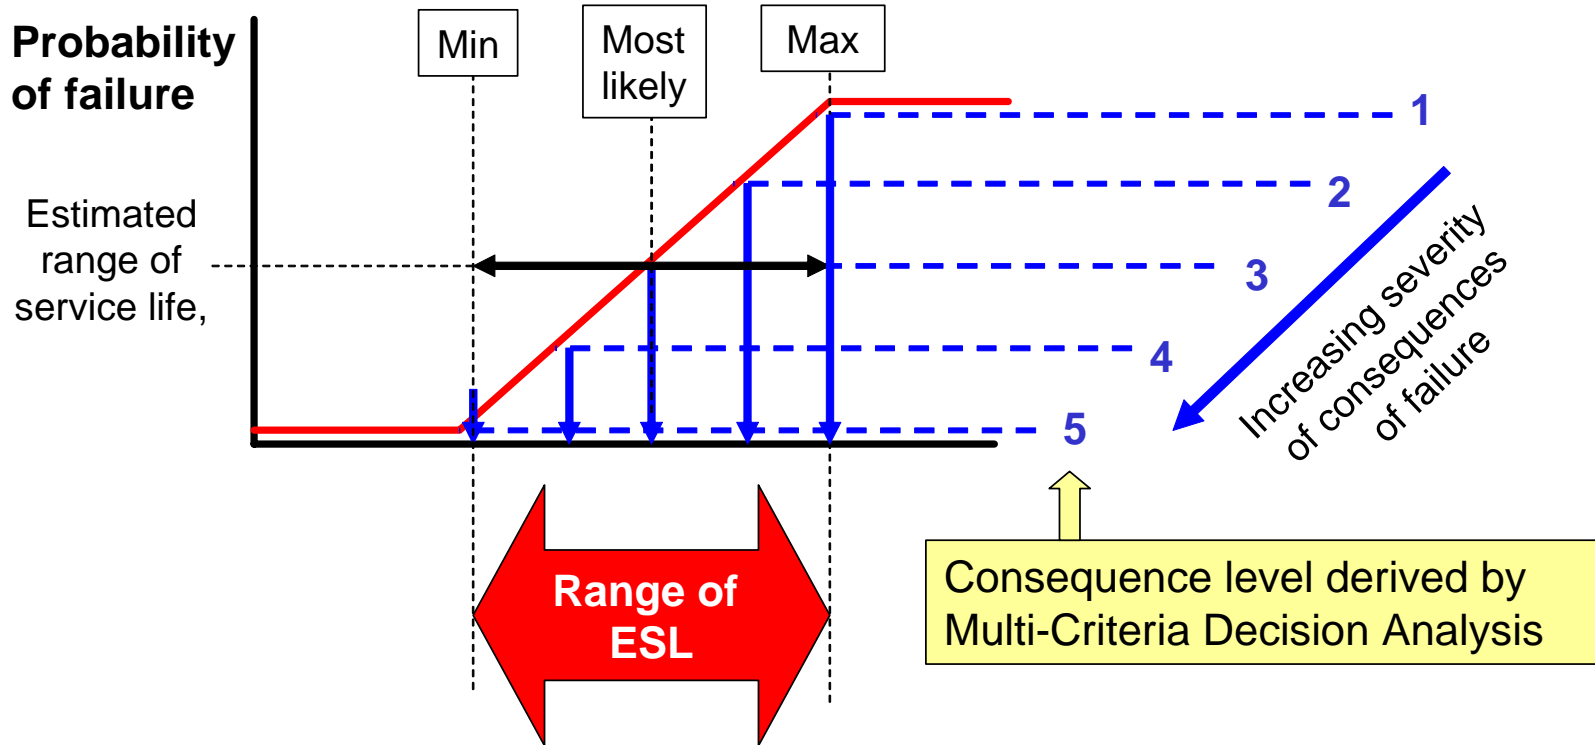 Probability
of failure
Min
Most
likely
Max
1
2
3
4
5
Estimated
range of
service life,
Increasing severity
of consequences
of failure
Range of
ESL
Consequence level derived by
Multi-Criteria Decision Analysis